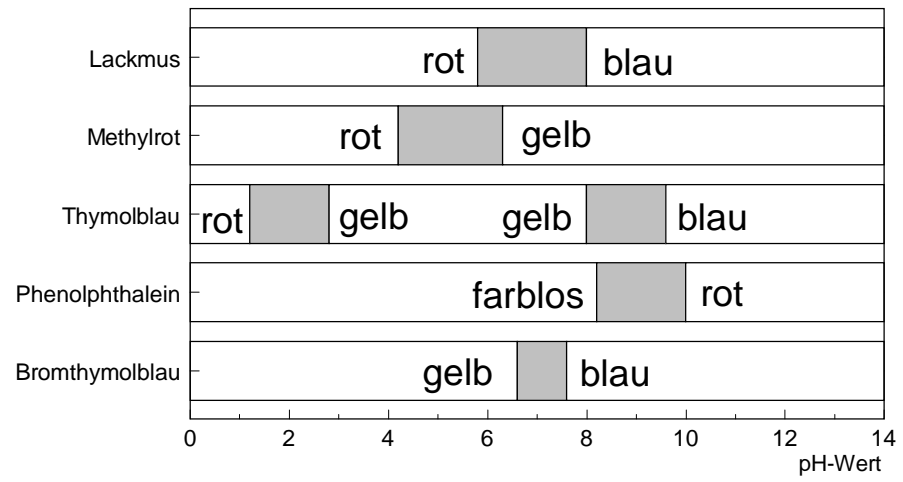 Lackmus rot blau
Methylrot rot gelb
Thymolblau rot gelb gelb blau
Phenolphthalein farblos rot
Bromthymolblau gelb blau
0 2 4 6 8 10 12 14
pH-Wert